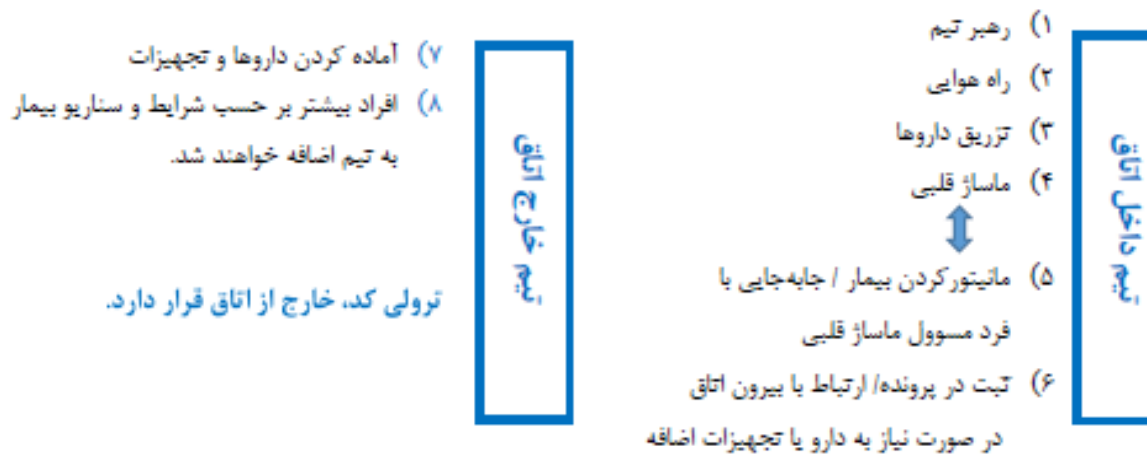 تیم داخل اتاق
۱) رهبر تیم
۲) راه هوایی
۳) تزریق داروها
۴) ماساژ قلبی
۵) مانیتورکردن بیمار / جابه‌جایی با
فرد مسوول ماساژ قلبی
۶) ثبت در پرونده/ ارتباط با بیرون اتاق
در صورت نیاز به دارو یا تجهیزات اضافه
تیم خارج اتاق
۷) آماده کردن داروها و تجهیزات
۸) افراد بیشتر بر حسب شرایط و سناریو بیمار
به تیم اضافه خواهند شد.
ترولی کد، خارج از اتاق قرار دارد.